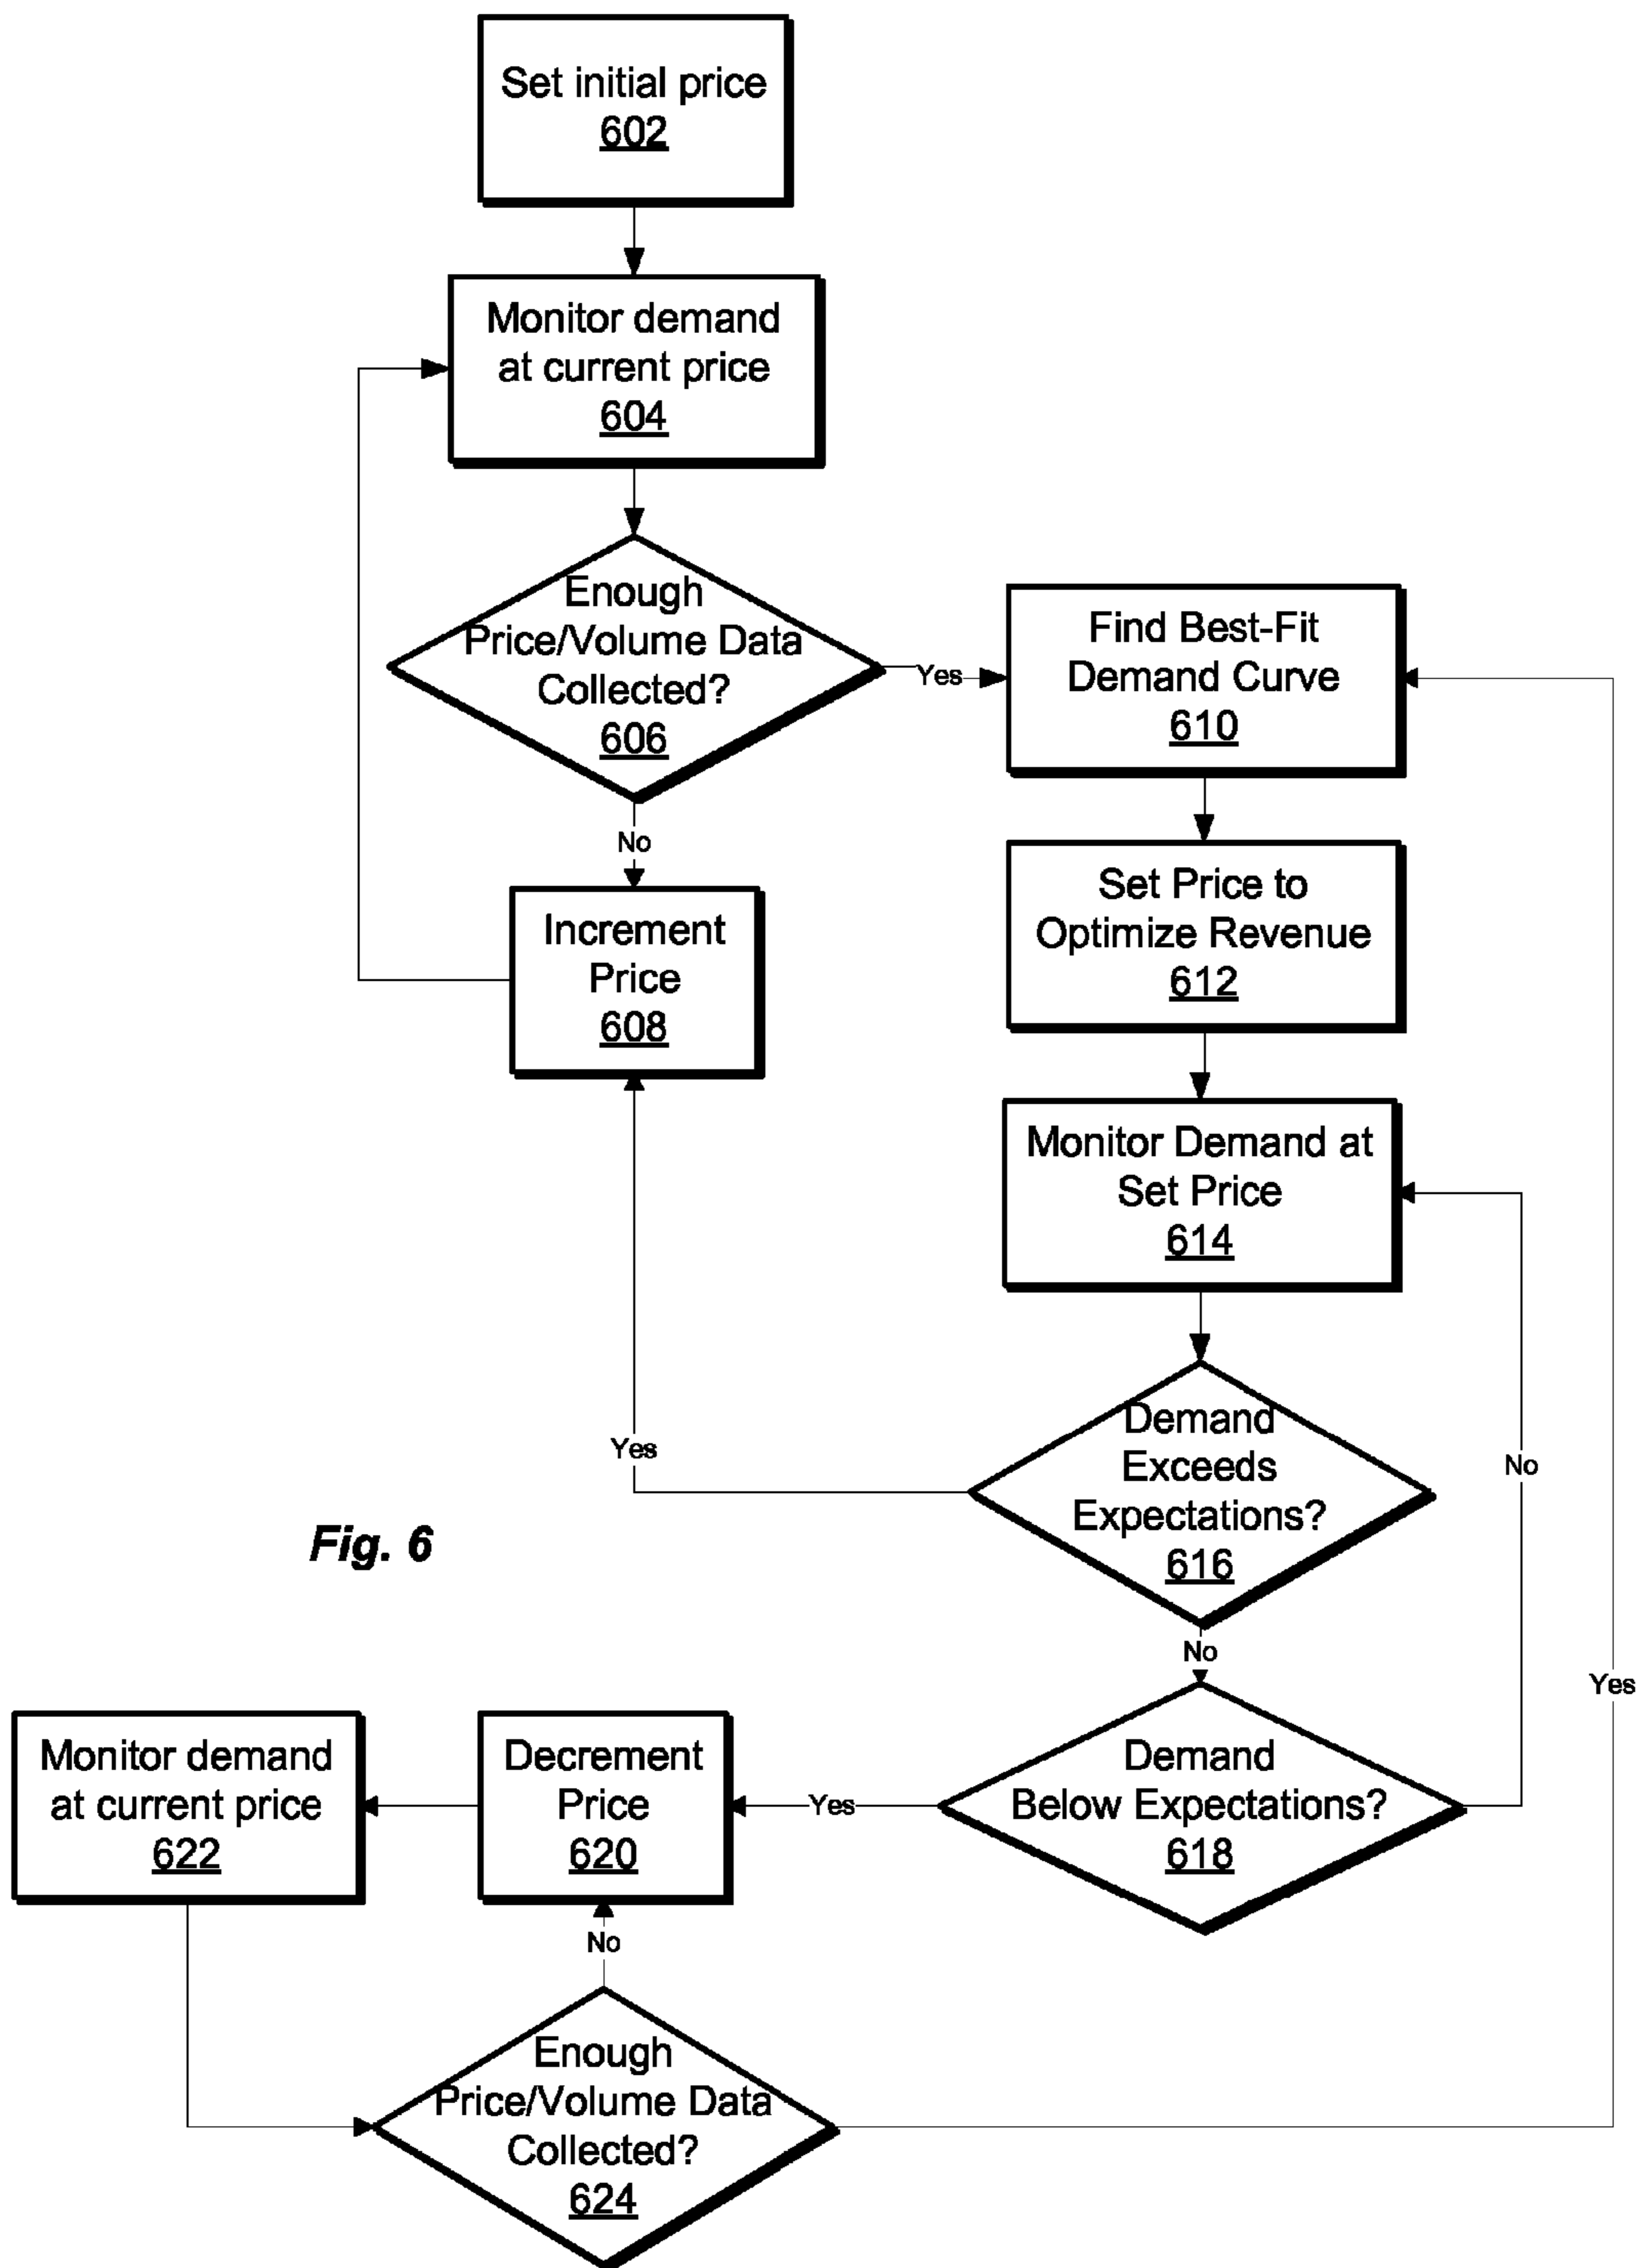 Set initial price
602
Monitor demand
at current price
604
Enough
Price/Volume Data
Collected?
606
Yes
No
Find Best-Fit
Demand Curve
610
Increment
Price
608
Set Price to
Optimize Revenue
612
Monitor Demand at
Set Price
614
Demand
Exceeds
Expectations?
616
Yes
No
Fig. 6
No
Yes
Demand
Below Expectations?
618
Yes
Decrement
Price
620
Monitor demand
at current price
622
No
Enough
Price/Volume Data
Collected?
624